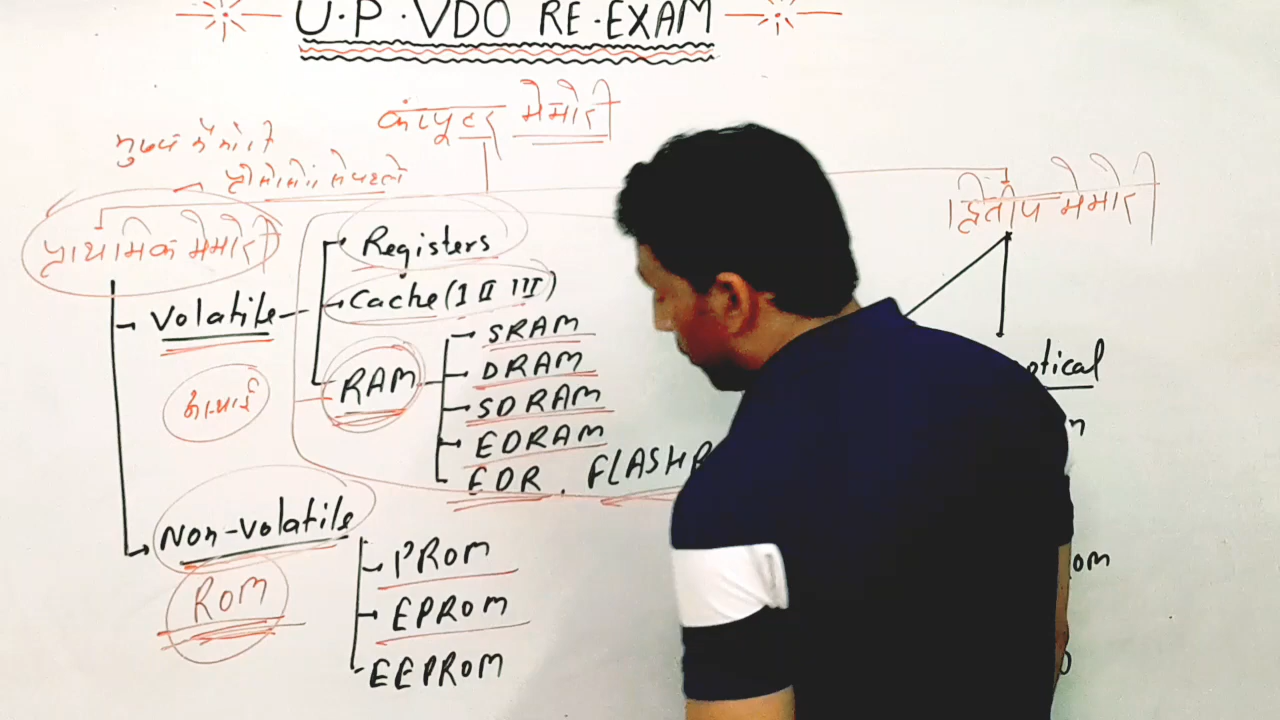 U.P.VDO RE-EXAM
कंप्यूटर मेमोरी
प्राथमिक मेमोरी
द्वितीय मेमोरी
Volatile
Registers
Cache (I II III)
RAM
SRAM
DRAM
SDRAM
EDRAM
EDR. FLASH
Non-Volatile
ROM
PROM
EPROM
EEPROM